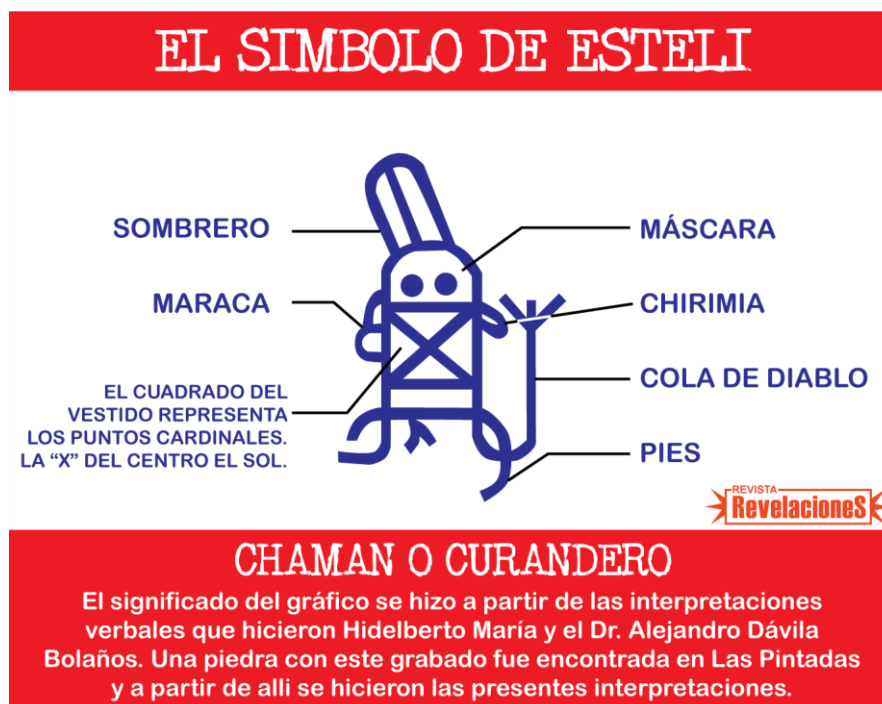 EL SIMBOLO DE ESTELI
SOMBRERO
MÁSCARA
MARACA
CHIRIMIA
EL CUADRADO DEL
VESTIDO REPRESENTA
LOS PUNTOS CARDINALES.
LA “X” DEL CENTRO EL SOL.
COLA DE DIABLO
PIES
REVISTA
RevelacioneS
CHAMAN O CURANDERO
El significado del gráfico se hizo a partir de las interpretaciones
verbales que hicieron Hidelberto María y el Dr. Alejandro Dávila
Bolaños. Una piedra con este grabado fue encontrada en Las Pintadas
y a partir de alli se hicieron las presentes interpretaciones.